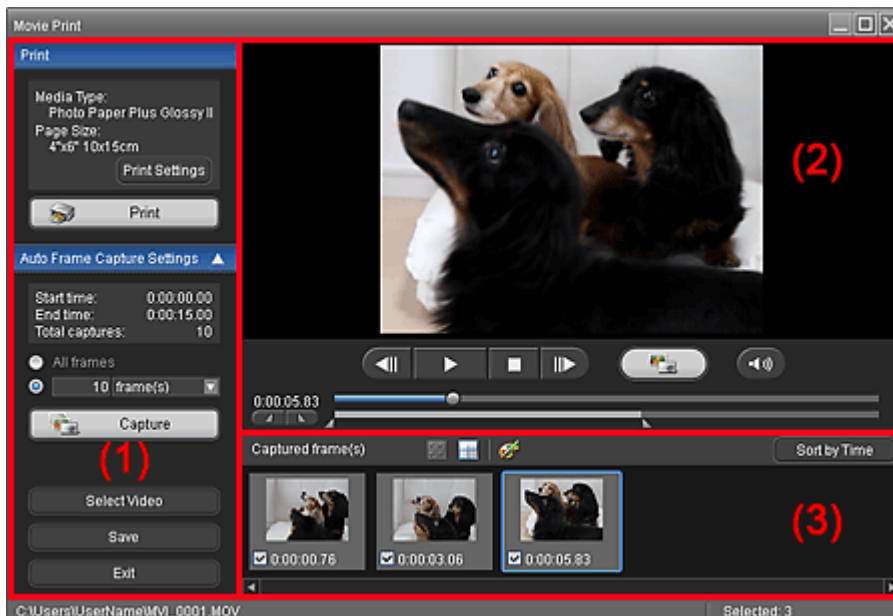 Movie Print
Print
Media Type:
Photo Paper Plus Glossy II
Page Size:
4"x6" 10x15cm
Print Settings
Print
Auto Frame Capture Settings
Start time: 0:00:00.00
End time: 0:00:15.00
Total captures: 10
All frames
10 frame(s)
Capture
(1)
Select Video
Save
Exit
(2)
0:00:05.83
Captured frame(s)
Sort by Time
0:00:00.76
0:00:03.06
0:00:05.83
(3)
C:\Users\UserName\MVI_0001.MOV
Selected: 3